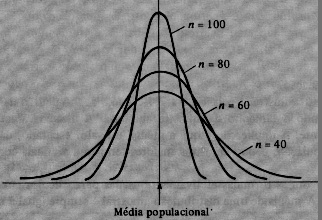 n = 100
n = 80
n = 60
n = 40
Média populacional